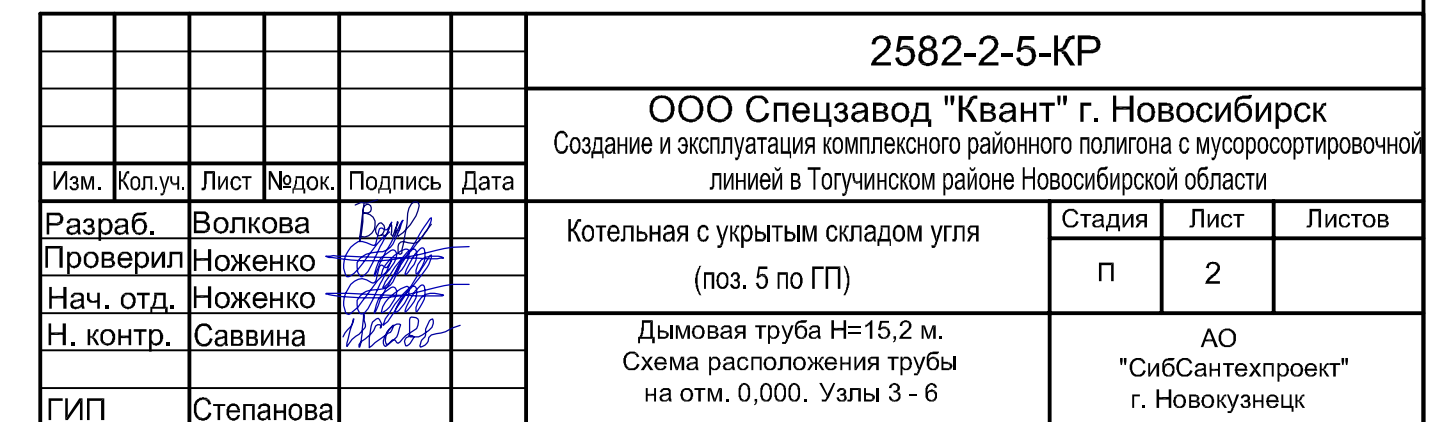 2582-2-5-КР
ООО Спецзавод "Квант" г. Новосибирск
Создание и эксплуатация комплексного районного полигона с мусоросортировочной
линией в Тогучинском районе Новосибирской области
Изм. Кол.уч. Лист №док. Подпись Дата
Разраб. Волкова
Проверил Ноженко
Нач. отд. Ноженко
Н. контр. Саввина
ГИП Степанова
Котельная с укрытым складом угля
(поз. 5 по ГП)
Стадия Лист Листов
П 2
Дымовая труба Н=15,2 м.
Схема расположения трубы
на отм. 0,000. Узлы 3 - 6
АО
"СибСантехпроект"
г. Новокузнецк